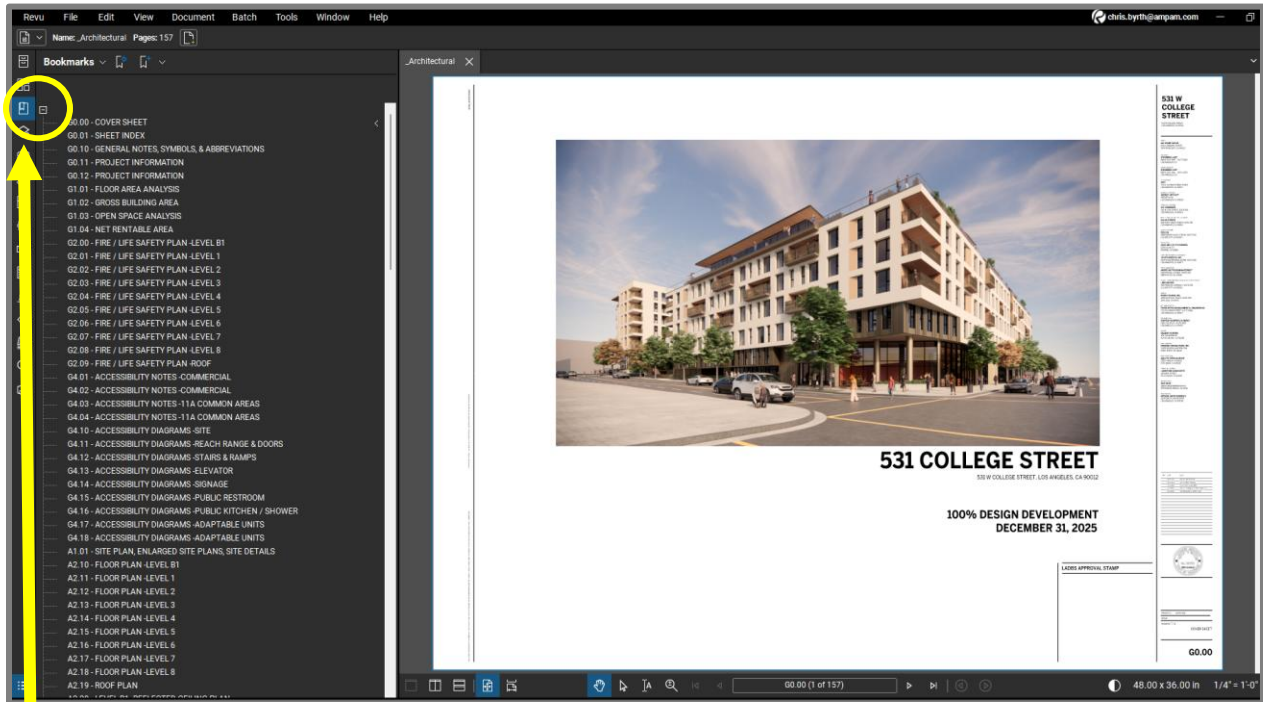 Revu File Edit View Document Batch Tools Window Help
chris.byrth@ampam.com
Name: _Architectural Pages: 157
Bookmarks
_Architectural
G0.00 - COVER SHEET
G0.01 - SHEET INDEX
G0.10 - GENERAL NOTES, SYMBOLS, & ABBREVIATIONS
G0.11 - PROJECT INFORMATION
G0.12 - PROJECT INFORMATION
G1.01 - FLOOR AREA ANALYSIS
G1.02 - GROSS BUILDING AREA
G1.03 - OPEN SPACE ANALYSIS
G1.04 - NET RENTABLE AREA
G2.00 - FIRE / LIFE SAFETY PLAN -LEVEL B1
G2.01 - FIRE / LIFE SAFETY PLAN -LEVEL 1
G2.02 - FIRE / LIFE SAFETY PLAN -LEVEL 2
G2.03 - FIRE / LIFE SAFETY PLAN -LEVEL 3
G2.04 - FIRE / LIFE SAFETY PLAN -LEVEL 4
G2.05 - FIRE / LIFE SAFETY PLAN -LEVEL 5
G2.06 - FIRE / LIFE SAFETY PLAN -LEVEL 6
G2.07 - FIRE / LIFE SAFETY PLAN -LEVEL 7
G2.08 - FIRE / LIFE SAFETY PLAN -LEVEL 8
G2.09 - FIRE / LIFE SAFETY PLAN -ROOF
G4.01 - ACCESSIBILITY NOTES -COMMERCIAL
G4.02 - ACCESSIBILITY NOTES -COMMERCIAL
G4.03 - ACCESSIBILITY NOTES -11A COMMON AREAS
G4.04 - ACCESSIBILITY NOTES -11A COMMON AREAS
G4.10 - ACCESSIBILITY DIAGRAMS -SITE
G4.11 - ACCESSIBILITY DIAGRAMS -REACH RANGE & DOORS
G4.12 - ACCESSIBILITY DIAGRAMS -STAIRS & RAMPS
G4.13 - ACCESSIBILITY DIAGRAMS -ELEVATOR
G4.14 - ACCESSIBILITY DIAGRAMS -SIGNAGE
G4.15 - ACCESSIBILITY DIAGRAMS -PUBLIC RESTROOM
G4.16 - ACCESSIBILITY DIAGRAMS -PUBLIC KITCHEN / SHOWER
G4.17 - ACCESSIBILITY DIAGRAMS -ADAPTABLE UNITS
G4.18 - ACCESSIBILITY DIAGRAMS -ADAPTABLE UNITS
A1.01 - SITE PLAN, ENLARGED SITE PLANS, SITE DETAILS
A2.10 - FLOOR PLAN -LEVEL B1
A2.11 - FLOOR PLAN -LEVEL 1
A2.12 - FLOOR PLAN -LEVEL 2
A2.13 - FLOOR PLAN -LEVEL 3
A2.14 - FLOOR PLAN -LEVEL 4
A2.15 - FLOOR PLAN -LEVEL 5
A2.16 - FLOOR PLAN -LEVEL 6
A2.17 - FLOOR PLAN -LEVEL 7
A2.18 - FLOOR PLAN -LEVEL 8
A2.19 - ROOF PLAN
531 W
COLLEGE
STREET
531 COLLEGE STREET
531 W COLLEGE STREET, LOS ANGELES, CA 90012
100% DESIGN DEVELOPMENT
DECEMBER 31, 2025
LADBS APPROVAL STAMP
G0.00
G0.00 (1 of 157)
48.00 x 36.00 in 1/4" = 1'-0"